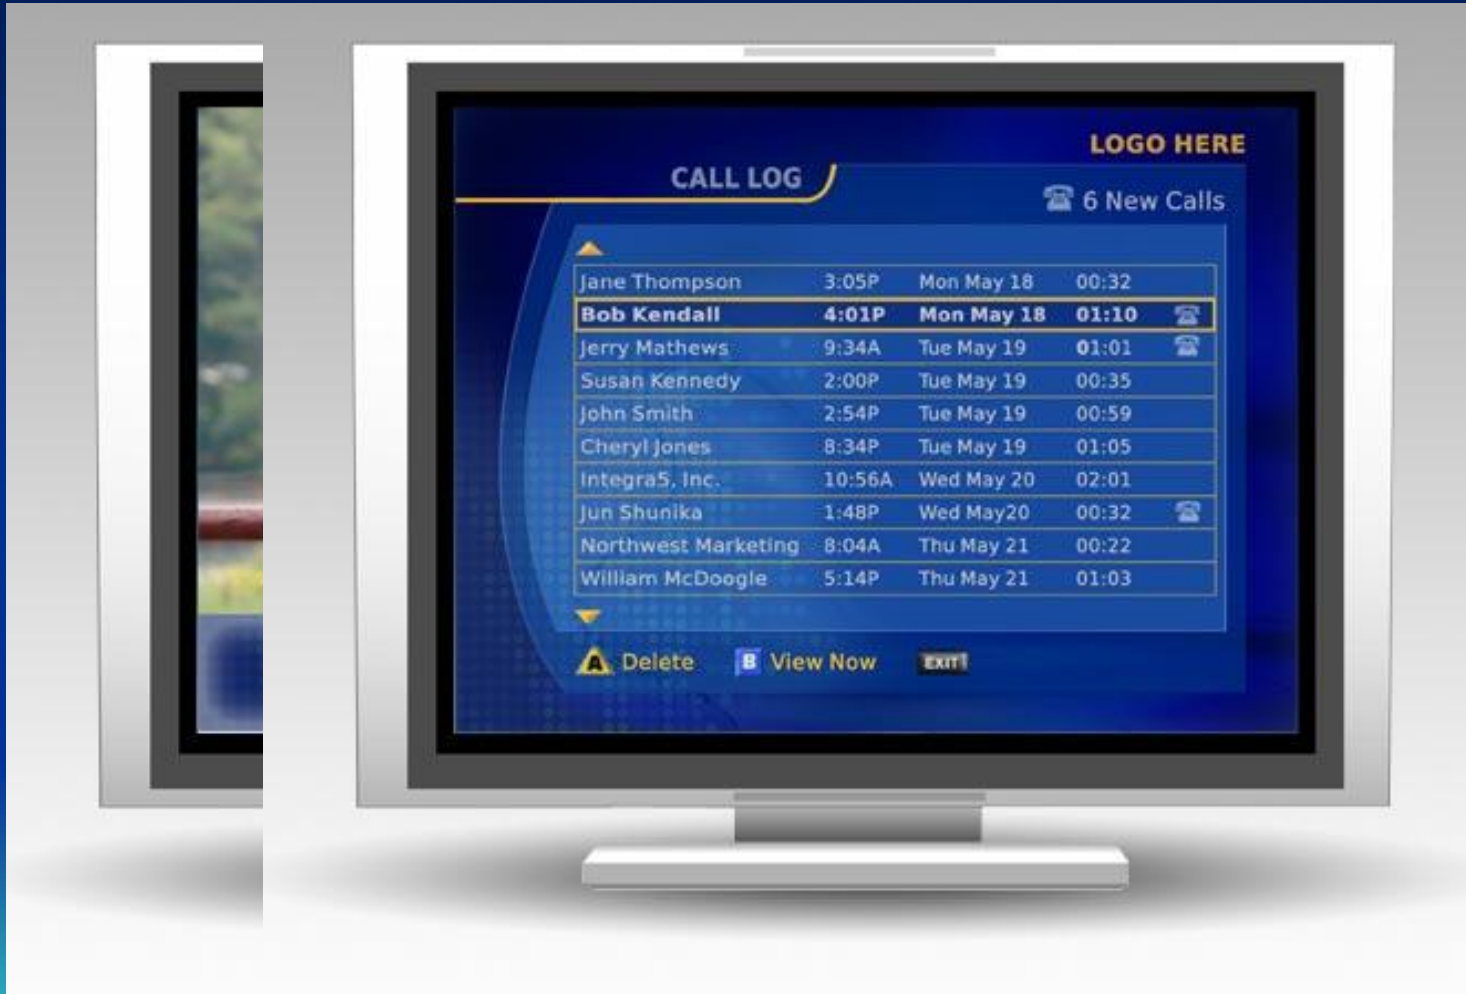 LOGO HERE
CALL LOG
6 New Calls
Jane Thompson 3:05P Mon May 18 00:32
Bob Kendall 4:01P Mon May 18 01:10
Jerry Mathews 9:34A Tue May 19 01:01
Susan Kennedy 2:00P Tue May 19 00:35
John Smith 2:54P Tue May 19 00:59
Cheryl Jones 8:34P Tue May 19 01:05
Integra5, Inc. 10:56A Wed May 20 02:01
Jun Shunika 1:48P Wed May20 00:32
Northwest Marketing 8:04A Thu May 21 00:22
William McDoogle 5:14P Thu May 21 01:03
A Delete B View Now EXIT